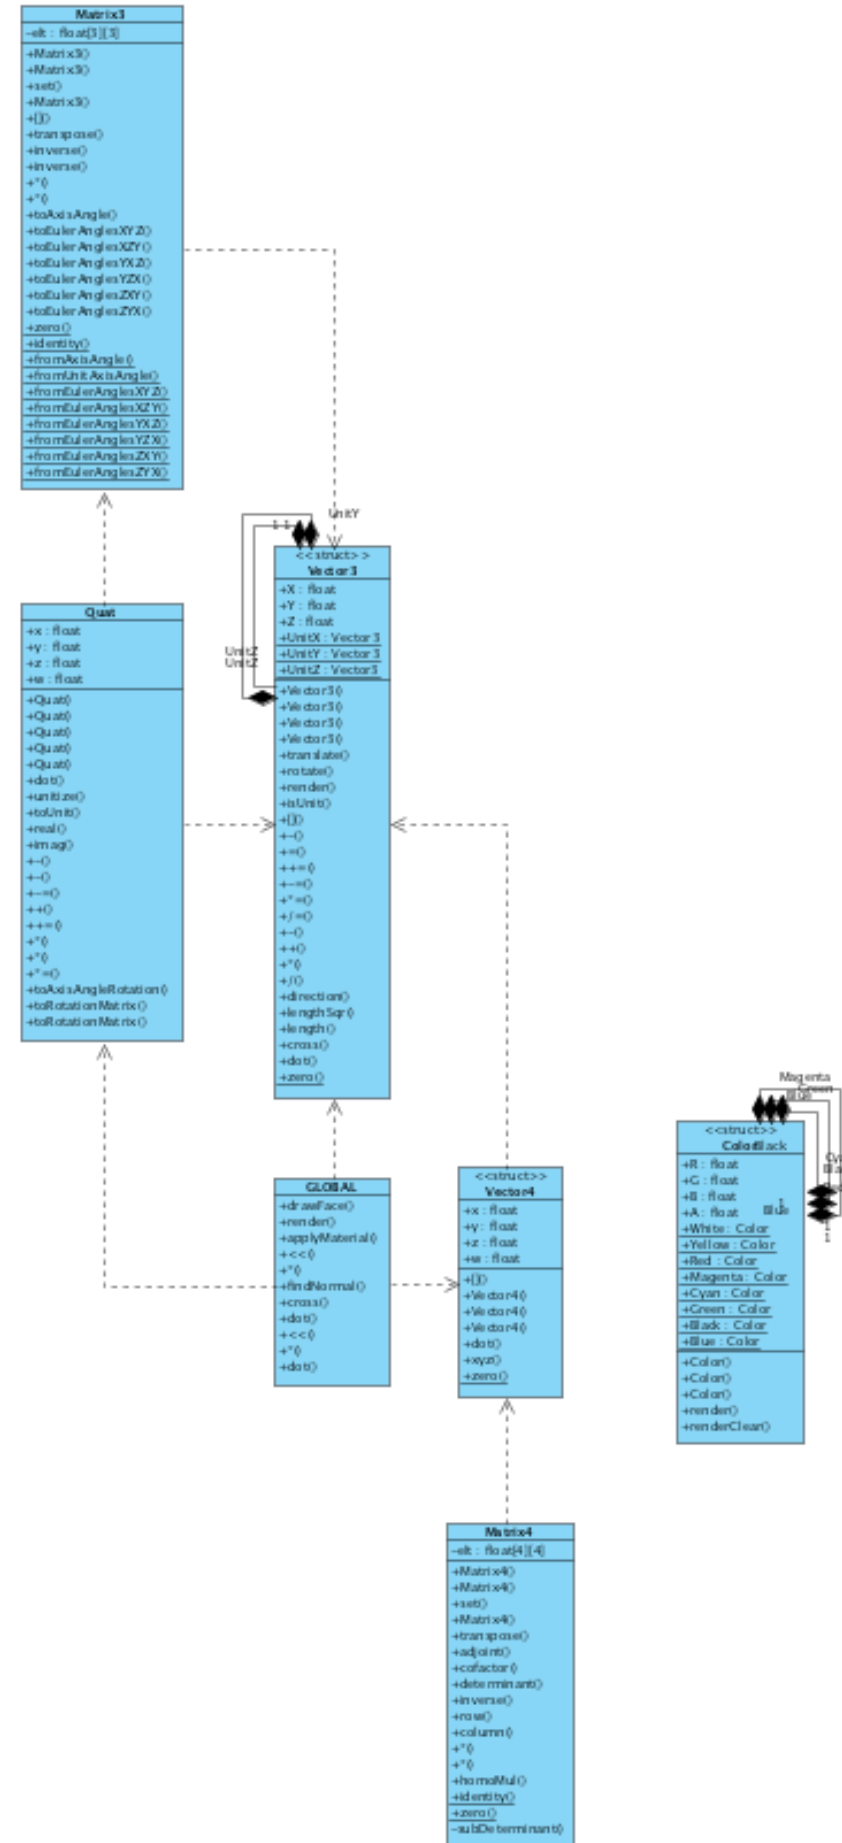 Matrix3
-elt : float[3][3]
+Matrix3()
+Matrix3()
+set()
+Matrix3()
+[]()
+transpose()
+inverse()
+inverse()
+*()
+*()
+toAxisAngle()
+toEulerAnglesXYZ()
+toEulerAnglesXZY()
+toEulerAnglesYXZ()
+toEulerAnglesYZX()
+toEulerAnglesZXY()
+toEulerAnglesZYX()
+zero()
+identity()
+fromAxisAngle()
+fromUnitAxisAngle()
+fromEulerAnglesXYZ()
+fromEulerAnglesXZY()
+fromEulerAnglesYXZ()
+fromEulerAnglesYZX()
+fromEulerAnglesZXY()
+fromEulerAnglesZYX()
Quat
+x : float
+y : float
+z : float
+w : float
+Quat()
+Quat()
+Quat()
+Quat()
+Quat()
+dot()
+unitize()
+toUnit()
+real()
+imag()
+-()
+-()
+-=()
++()
++=()
+*()
+*()
+*=()
+toAxisAngleRotation()
+toRotationMatrix()
+toRotationMatrix()
UnitY
1 1
UnitZ
UnitZ
<<struct>>
Vector3
+X : float
+Y : float
+Z : float
+UnitX : Vector3
+UnitY : Vector3
+UnitZ : Vector3
+Vector3()
+Vector3()
+Vector3()
+Vector3()
+translate()
+rotate()
+render()
+isUnit()
+[]()
+-()
+=()
++=()
+-=()
+*=()
+/=()
+-()
++()
+*()
+/()
+direction()
+lengthSqr()
+length()
+cross()
+dot()
+zero()
GLOBAL
+drawFace()
+render()
+applyMaterial()
+<<()
+*()
+findNormal()
+cross()
+dot()
+<<()
+*()
+dot()
<<struct>>
Vector4
+x : float
+y : float
+z : float
+w : float
+[]()
+Vector4()
+Vector4()
+Vector4()
+dot()
+xyz()
+zero()
Magenta
Green
Blue
<<struct>>
Color
Black
+R : float
+G : float
+B : float
+A : float
Blue
1
+White : Color
+Yellow : Color
+Red : Color
+Magenta : Color
+Cyan : Color
+Green : Color
+Black : Color
+Blue : Color
+Color()
+Color()
+Color()
+render()
+renderClear()
Matrix4
-elt : float[4][4]
+Matrix4()
+Matrix4()
+set()
+Matrix4()
+transpose()
+adjoint()
+cofactor()
+determinant()
+inverse()
+row()
+column()
+*()
+*()
+homoMul()
+identity()
+zero()
-subDeterminant()